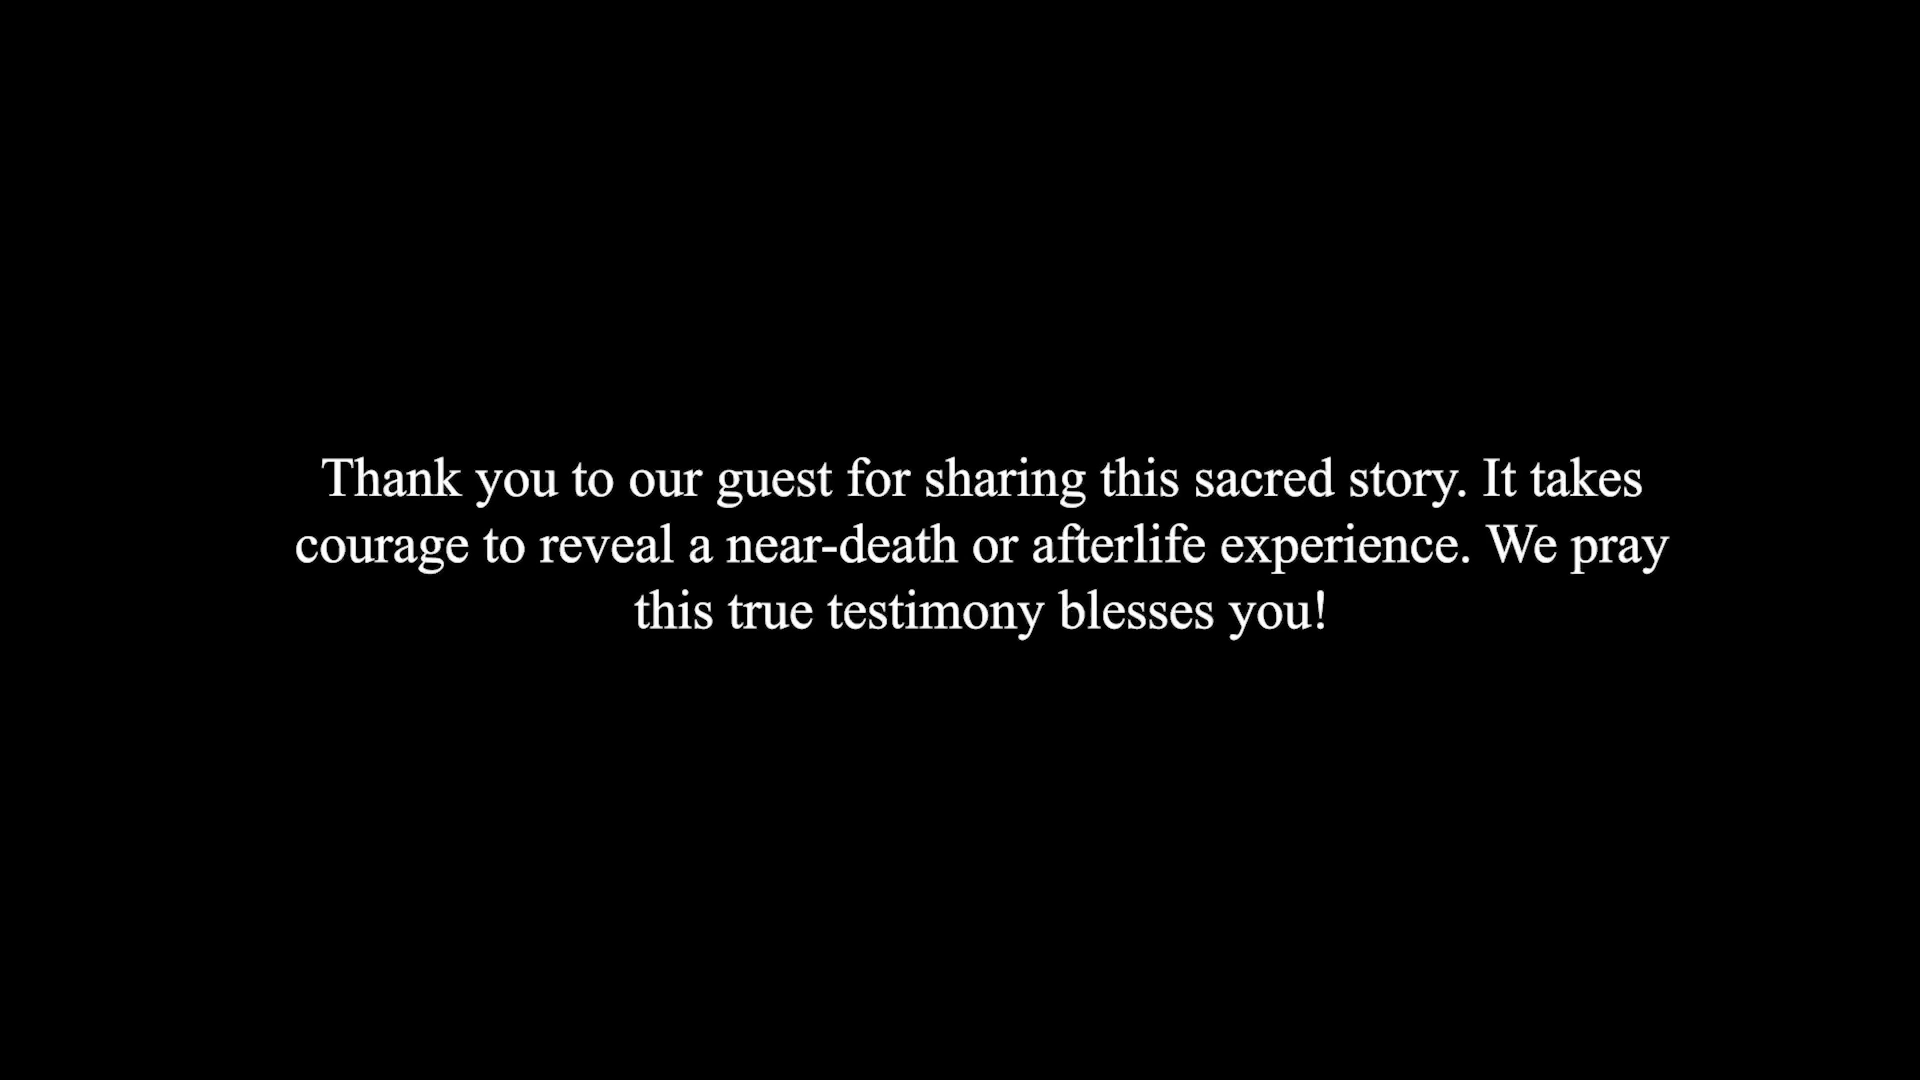 Thank you to our guest for sharing this sacred story. It takes
courage to reveal a near-death or afterlife experience. We pray
this true testimony blesses you!